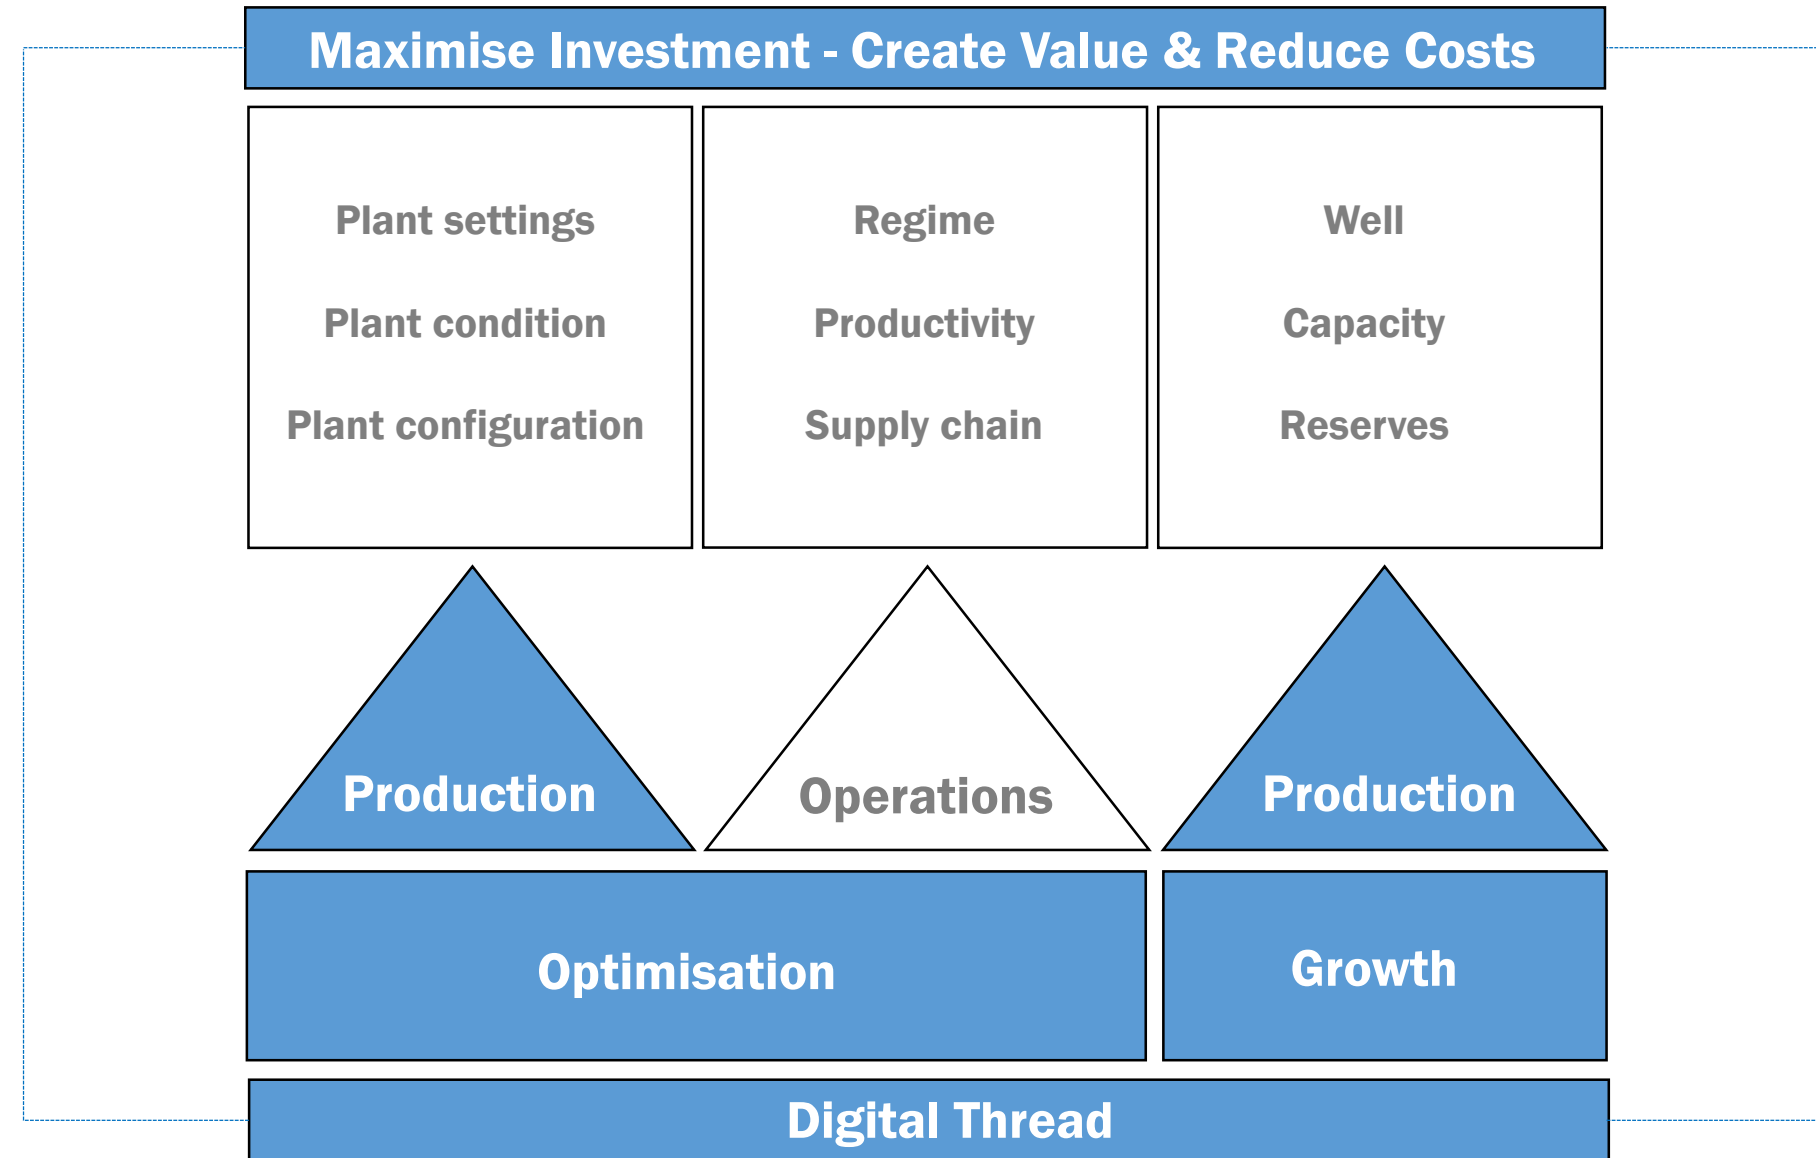 Maximise Investment - Create Value & Reduce Costs
Plant settings
Plant condition
Plant configuration
Regime
Productivity
Supply chain
Well
Capacity
Reserves
Production
Operations
Production
Optimisation
Growth
Digital Thread